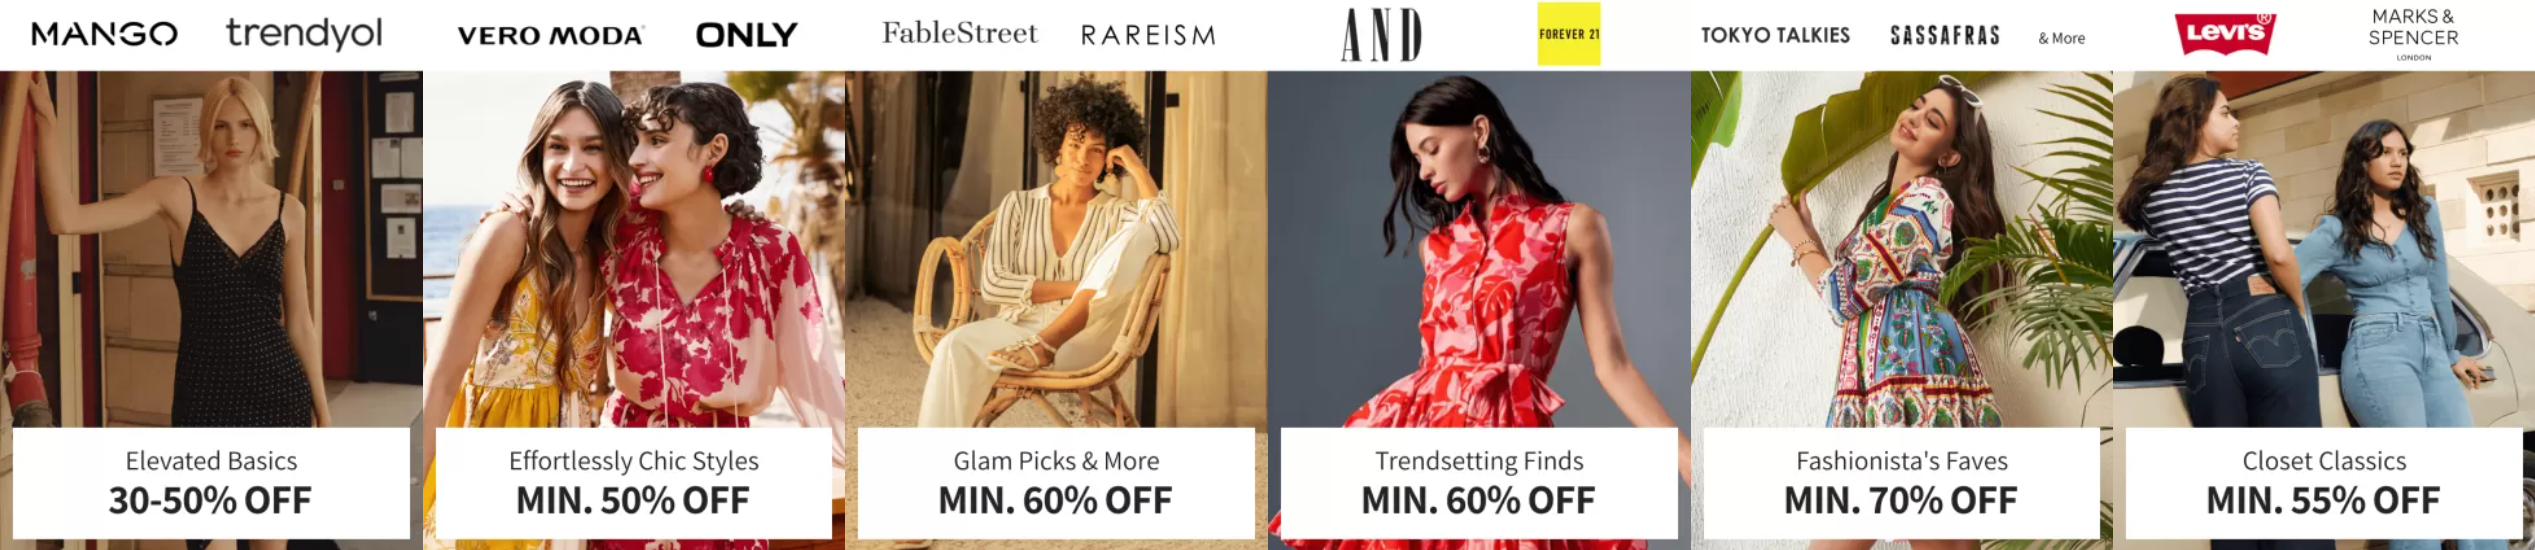 MANGO trendyol
VERO MODA ONLY
FableStreet RAREISM
AND FOREVER 21
TOKYO TALKIES SASSAFRAS & More
Levi's® MARKS &
SPENCER
LONDON
Elevated Basics
30-50% OFF
Effortlessly Chic Styles
MIN. 50% OFF
Glam Picks & More
MIN. 60% OFF
Trendsetting Finds
MIN. 60% OFF
Fashionista's Faves
MIN. 70% OFF
Closet Classics
MIN. 55% OFF